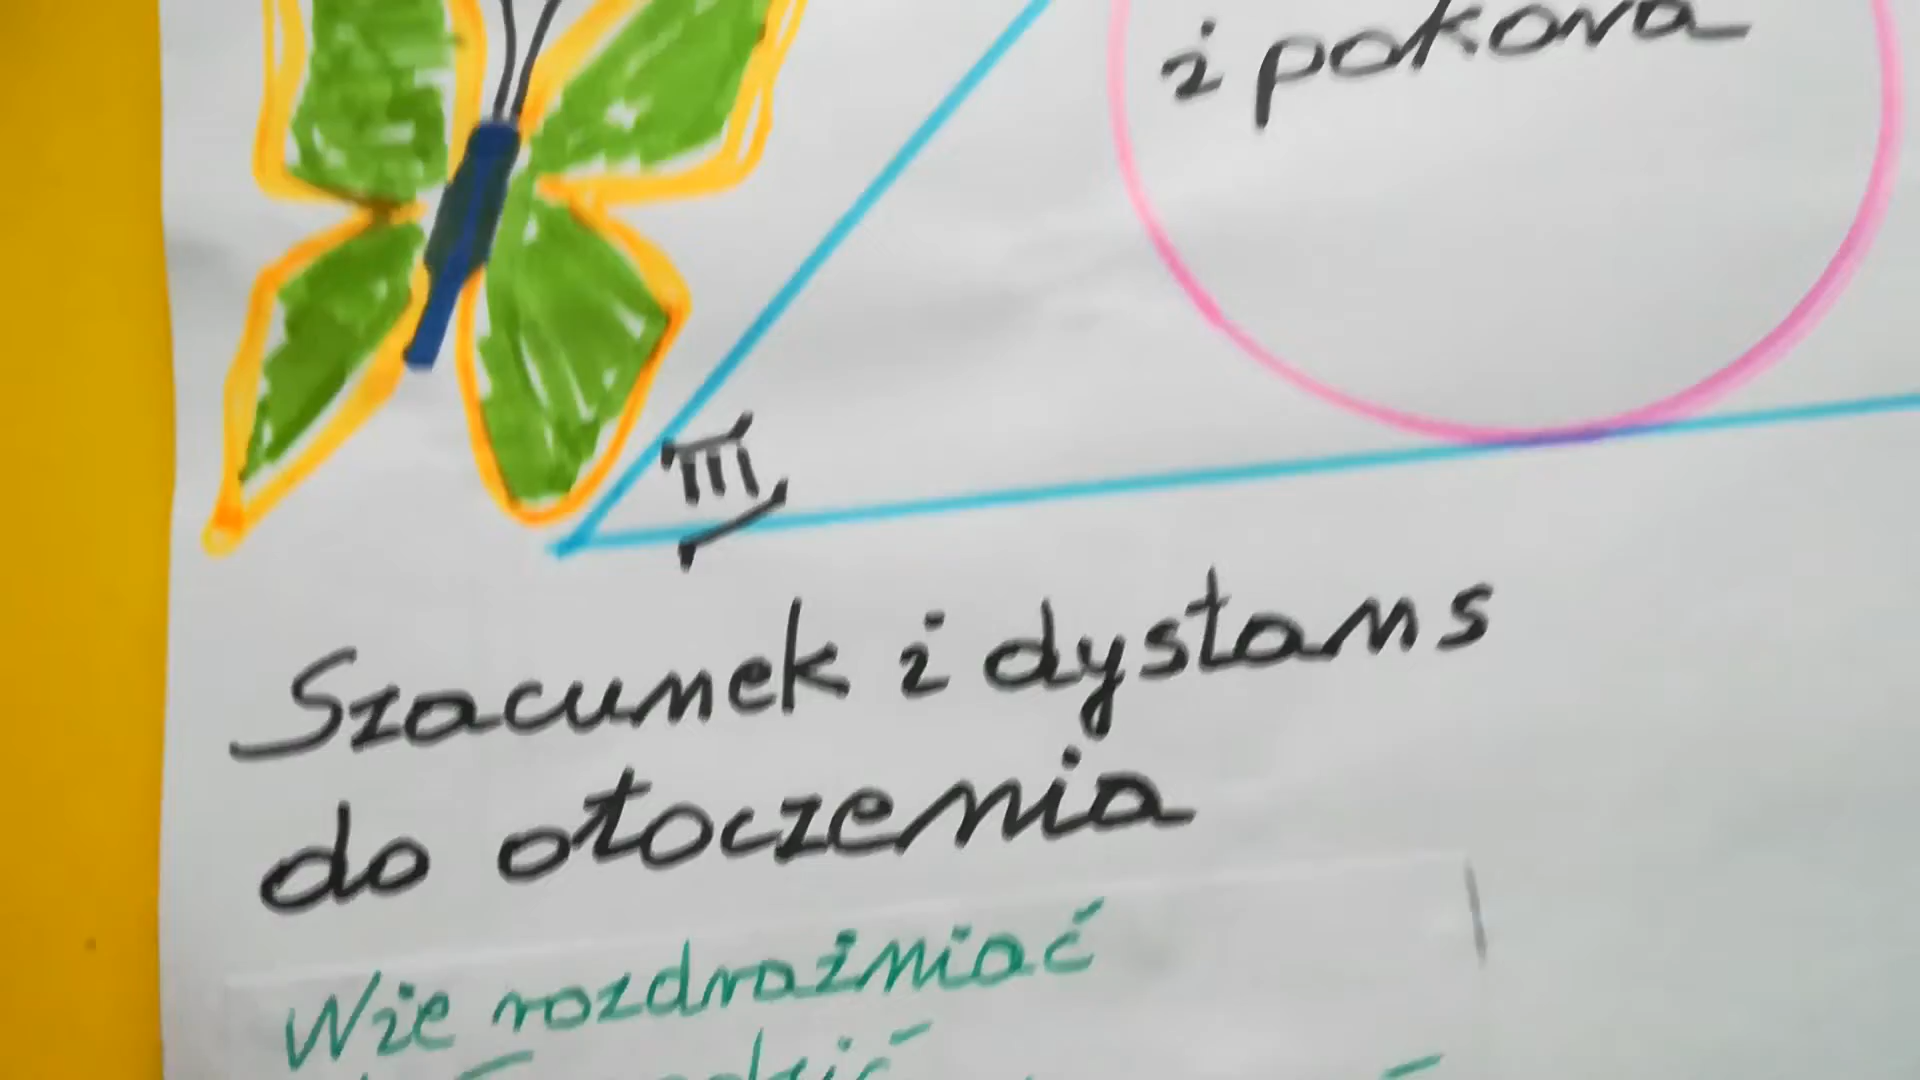 i pokora
III
Szacunek i dystans
do otoczenia
Nie rozdrażniać